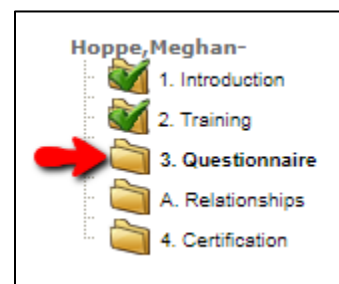 Hoppe,Meghan-
1. Introduction
2. Training
3. Questionnaire
A. Relationships
4. Certification